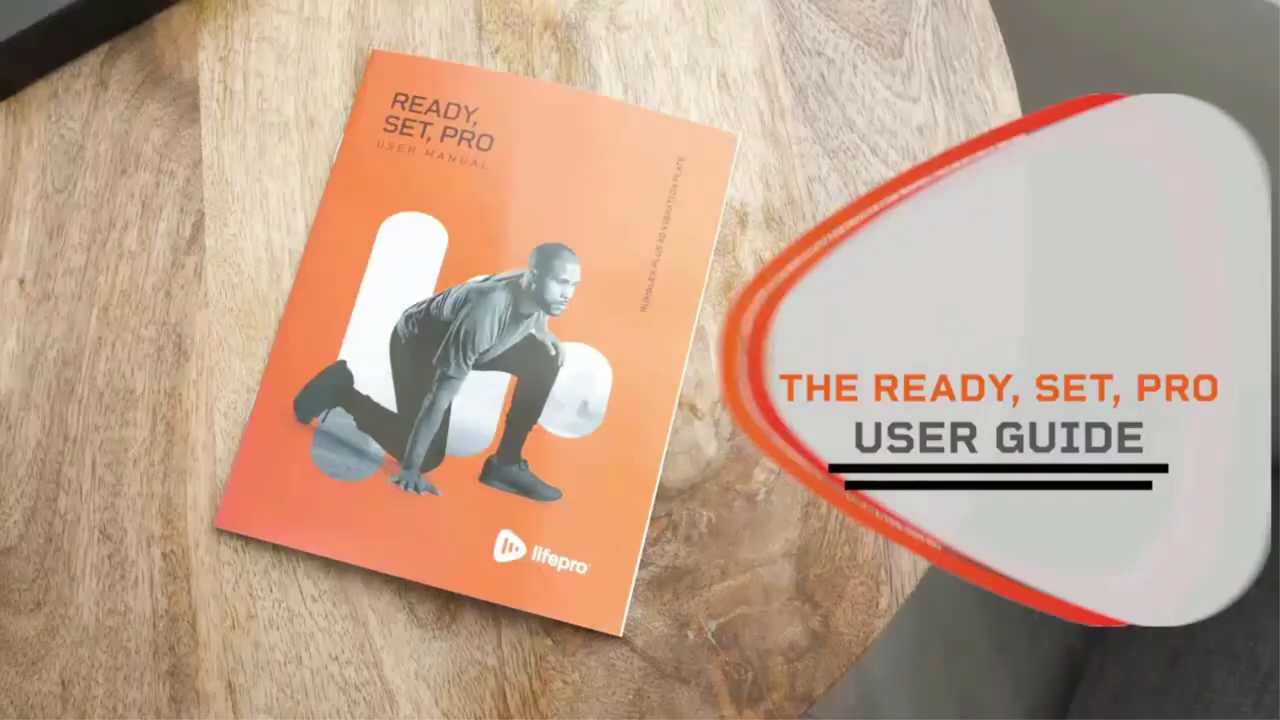 READY,
SET, PRO
USER MANUAL
RUMBLEX PLUS 4D VIBRATION PLATE
lifepro
THE READY, SET, PRO
USER GUIDE